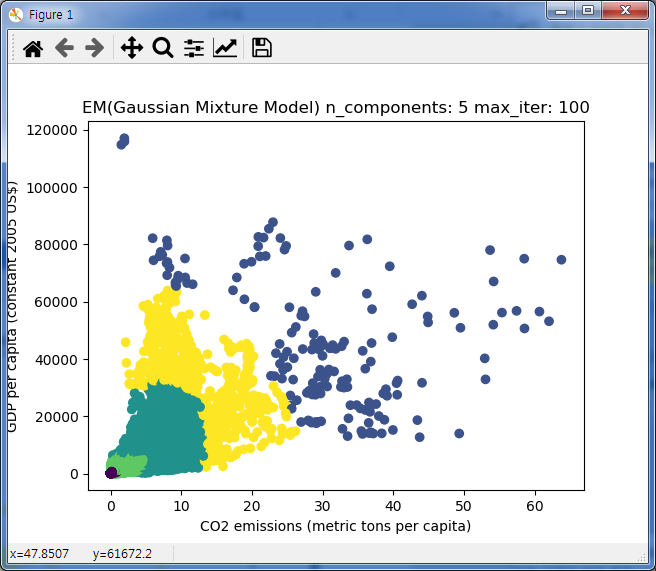 Figure 1
EM(Gaussian Mixture Model) n_components: 5 max_iter: 100
GDP per capita (constant 2005 US$)
120000
100000
80000
60000
40000
20000
0
0 10 20 30 40 50 60
CO2 emissions (metric tons per capita)
x=47.8507 y=61672.2